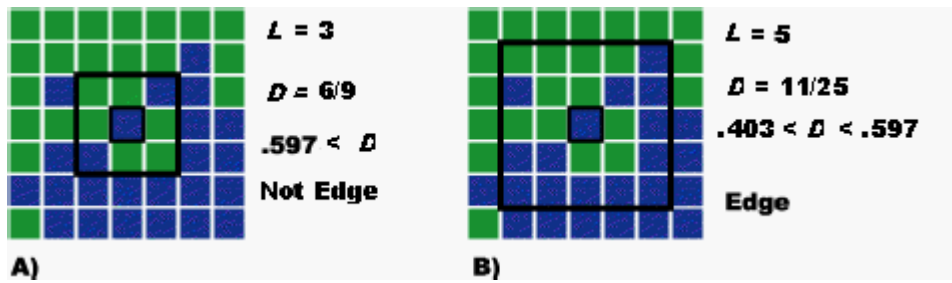 L = 3
D = 6/9
.597 < D
Not Edge
A)
L = 5
D = 11/25
.403 < D < .597
Edge
B)